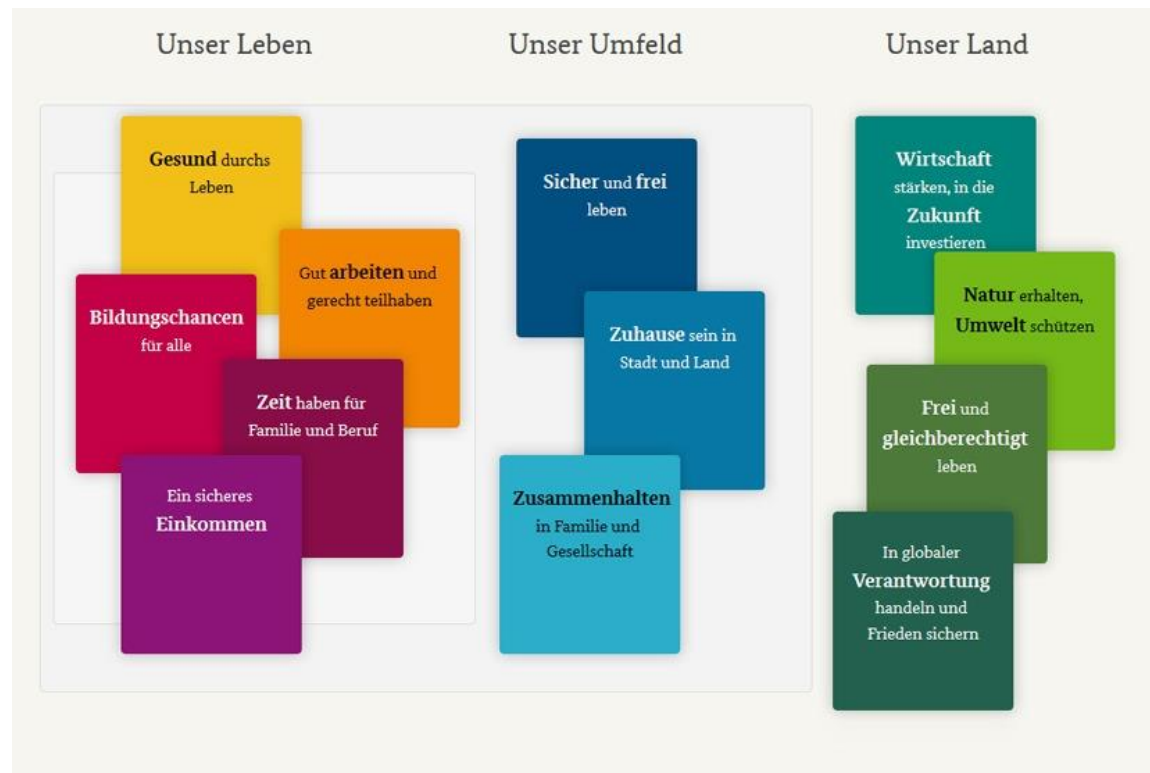 Unser Leben
Unser Umfeld
Unser Land
Gesund durchs
Leben
Gut arbeiten und
gerecht teilhaben
Bildungschancen
für alle
Zeit haben für
Familie und Beruf
Ein sicheres
Einkommen
Sicher und frei
leben
Zuhause sein in
Stadt und Land
Zusammenhalten
in Familie und
Gesellschaft
Wirtschaft
stärken, in die
Zukunft
investieren
Natur erhalten,
Umwelt schützen
Frei und
gleichberechtigt
leben
In globaler
Verantwortung
handeln und
Frieden sichern